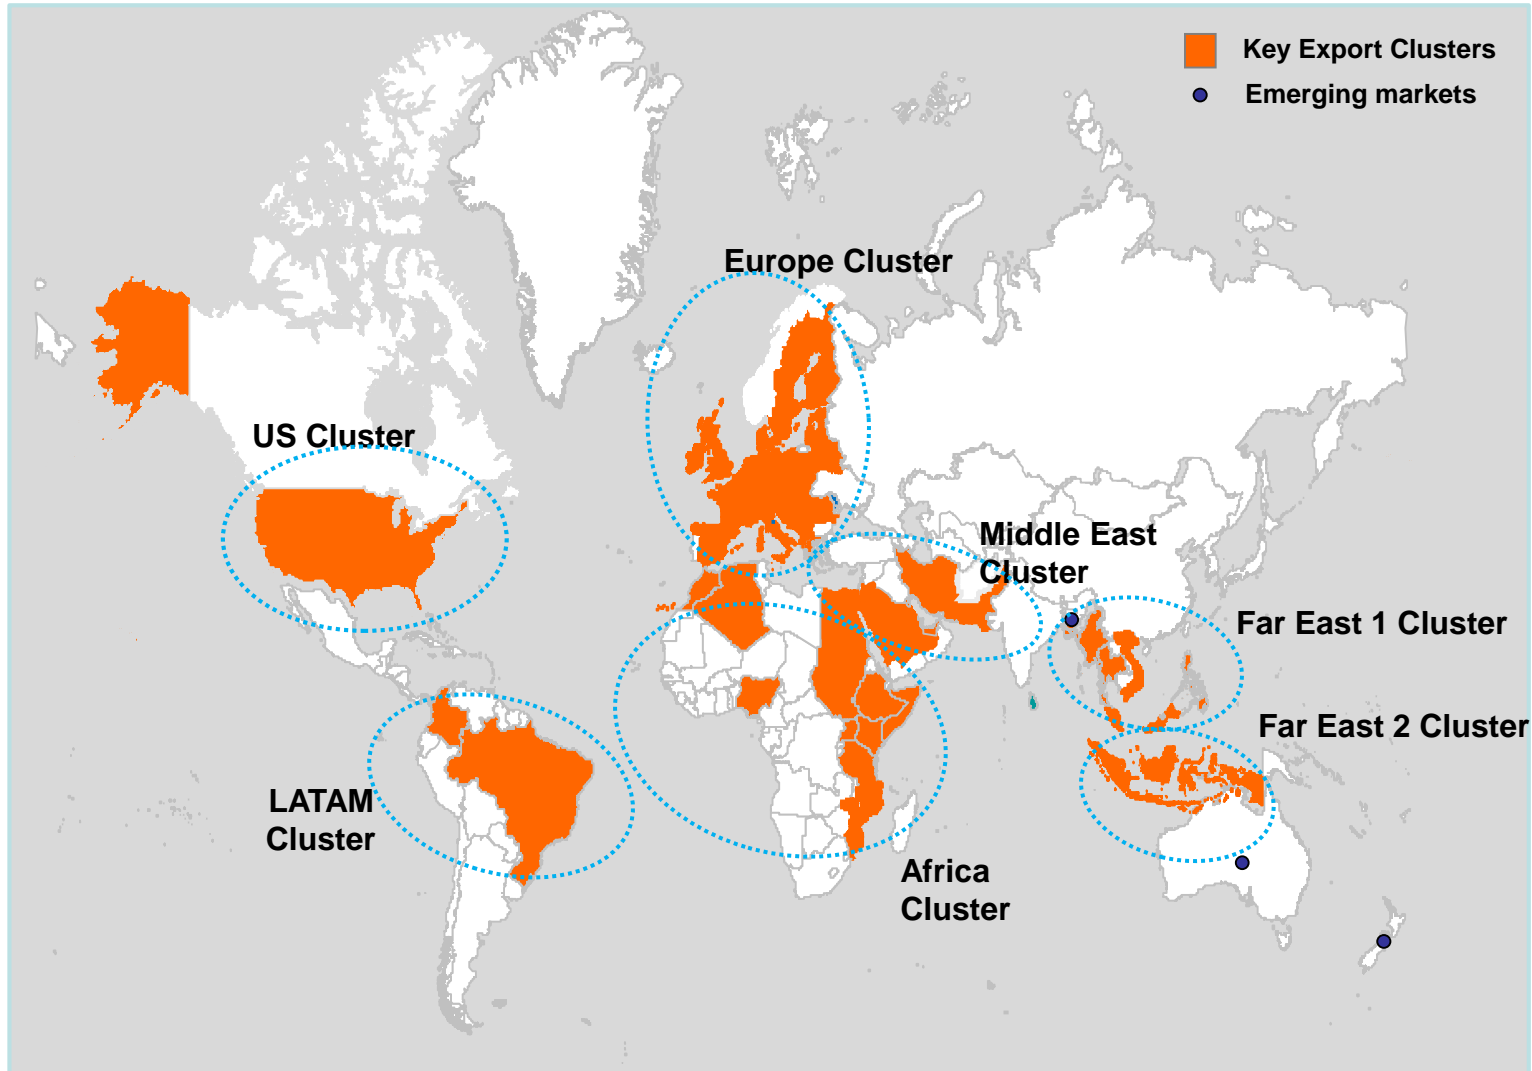 Key Export Clusters
Emerging markets
Europe Cluster
US Cluster
Middle East
Cluster
Far East 1 Cluster
Far East 2 Cluster
LATAM
Cluster
Africa
Cluster